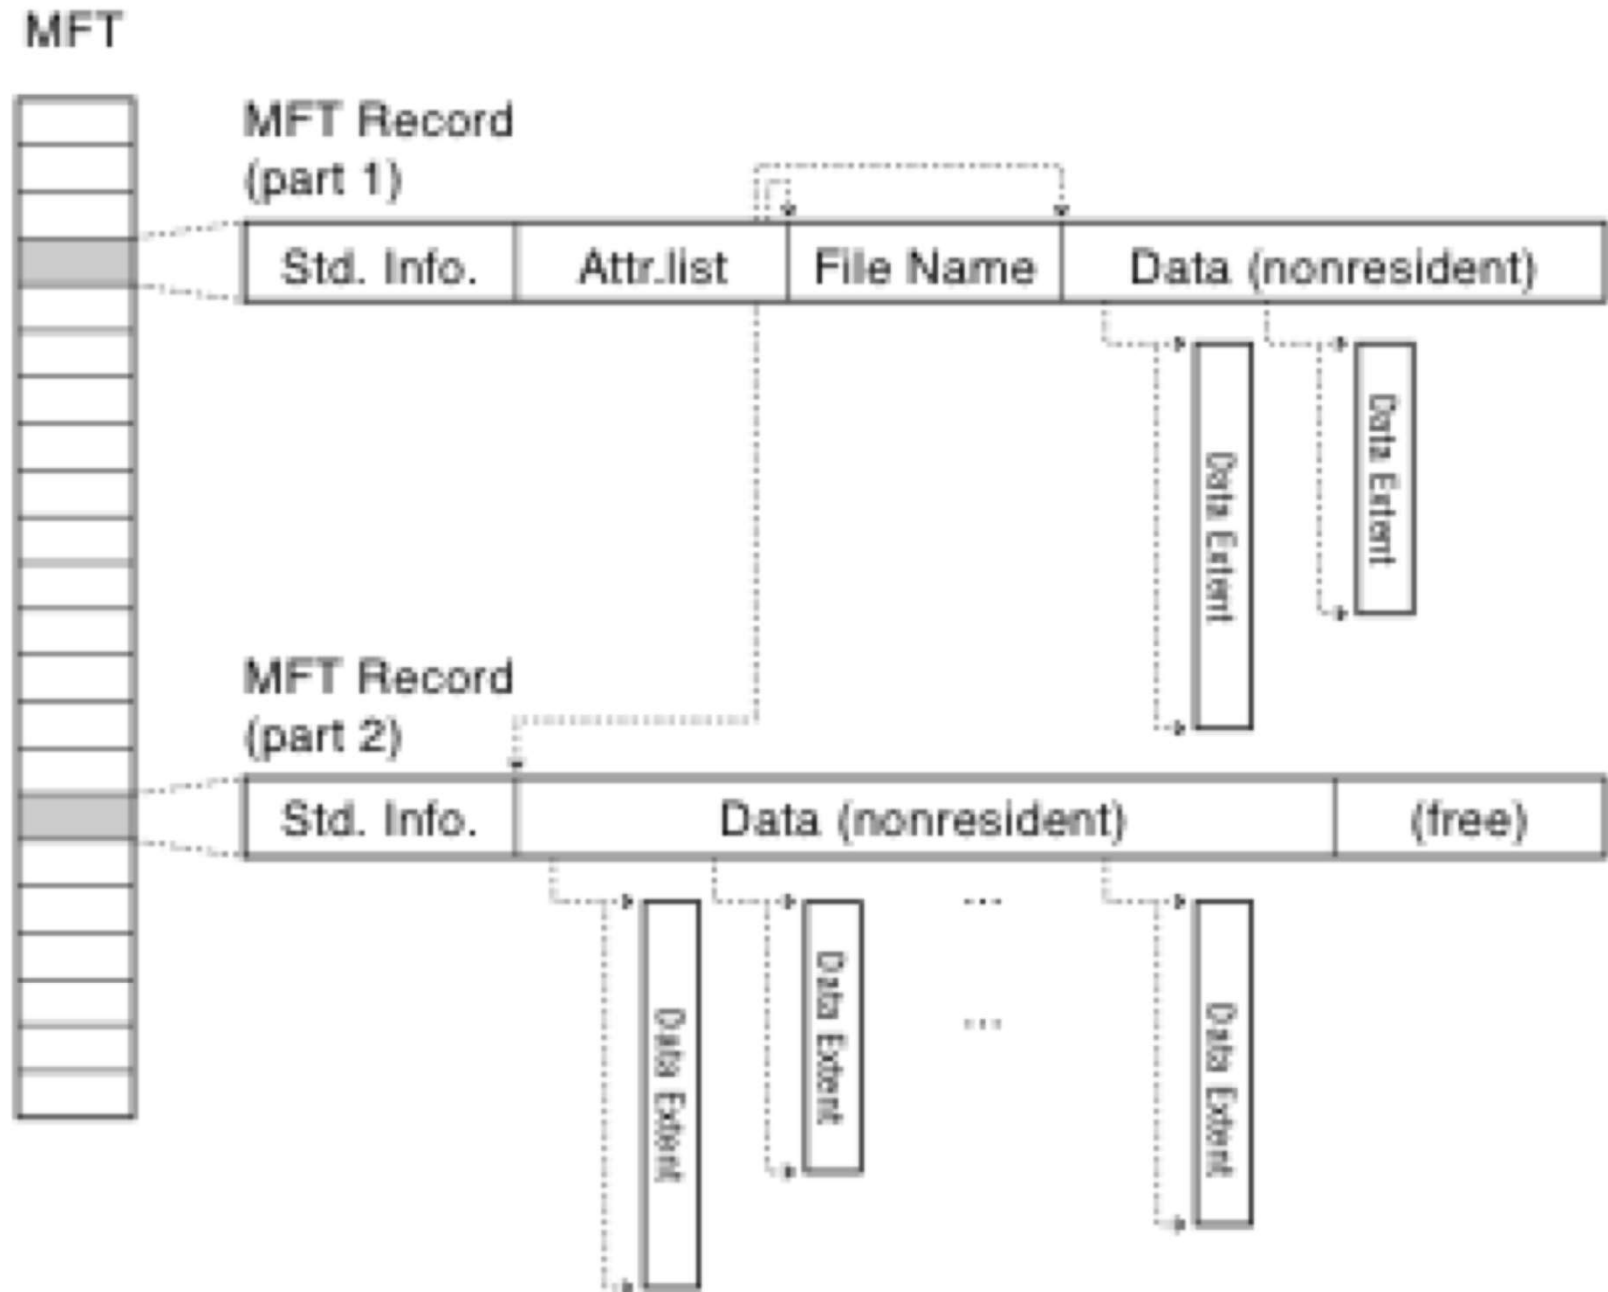 MFT
MFT Record
(part 1)
Std. Info.
Attr.list
File Name
Data (nonresident)
Data Extent
Data Extent
MFT Record
(part 2)
Std. Info.
Data (nonresident)
(free)
Data Extent
Data Extent
...
...
Data Extent